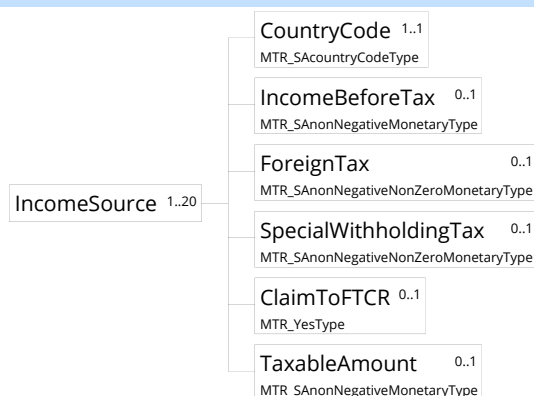 CountryCode 1..1
MTR_SAcountryCodeType
IncomeBeforeTax 0..1
MTR_SAnonNegativeMonetaryType
ForeignTax 0..1
MTR_SAnonNegativeNonZeroMonetaryType
IncomeSource 1..20
SpecialWithholdingTax 0..1
MTR_SAnonNegativeNonZeroMonetaryType
ClaimToFTCR 0..1
MTR_YesType
TaxableAmount 0..1
MTR_SAnonNegativeMonetaryType